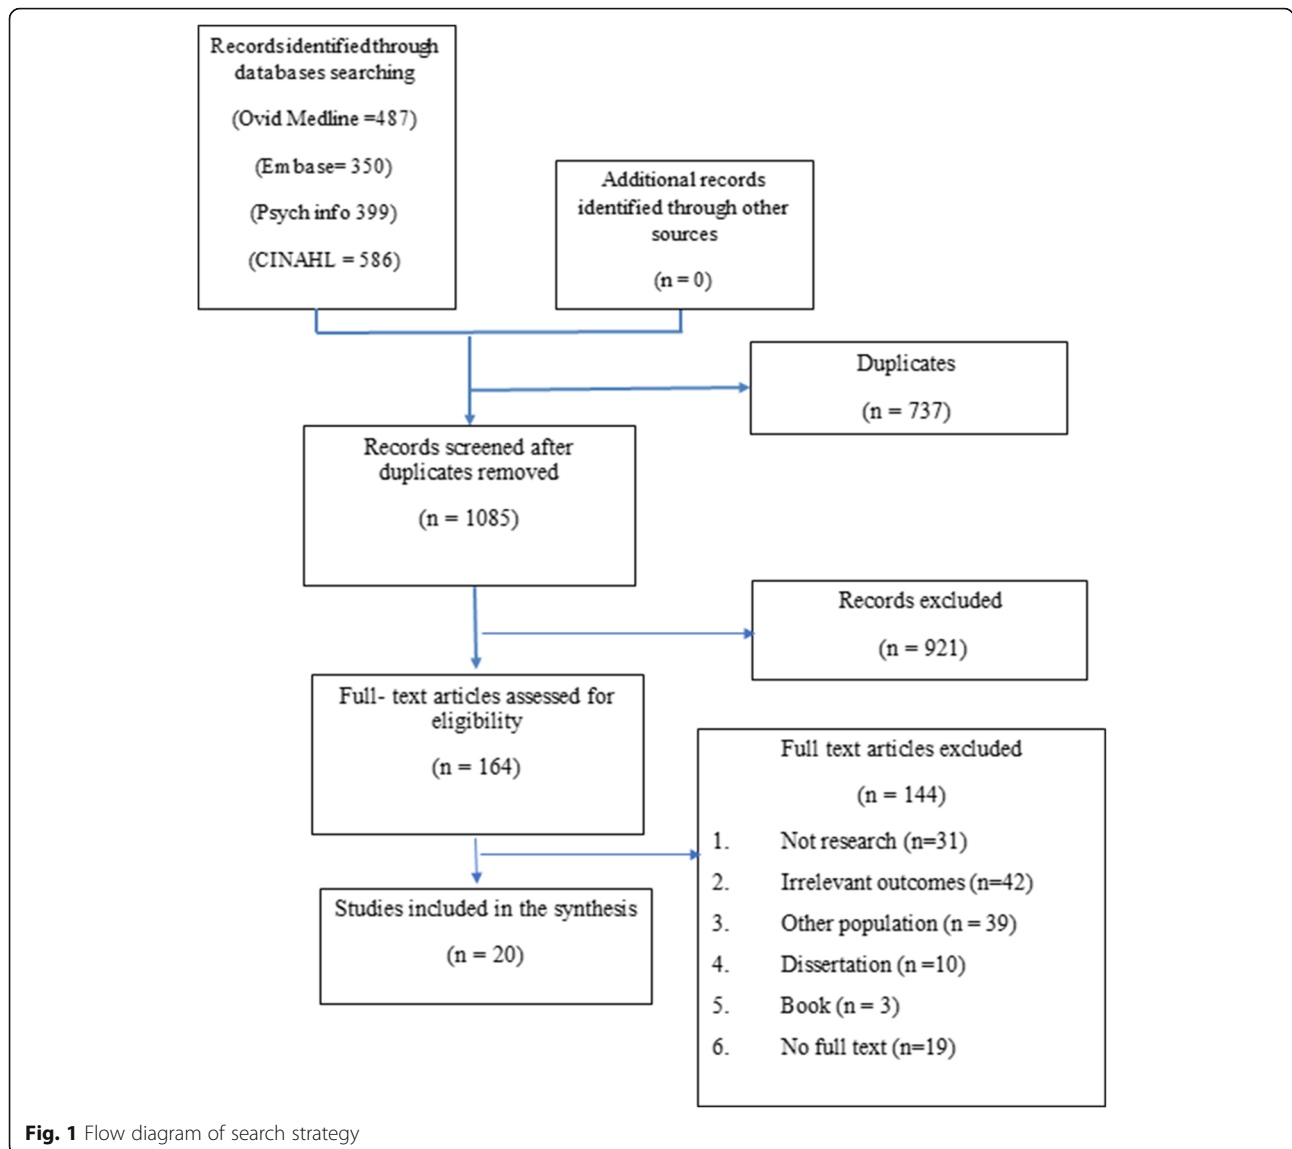 Records identified through
databases searching
(Ovid Medline =487)
(Em base= 350)
(Psych info 399)
(CINAHL = 586)
Additional records
identified through other
sources
(n = 0)
Duplicates
(n = 737)
Records screened after
duplicates removed
(n = 1085)
Records excluded
(n = 921)
Full- text articles assessed for
eligibility
(n = 164)
Full text articles excluded
(n = 144)
1. Not research (n=31)
2. Irrelevant outcomes (n=42)
3. Other population (n = 39)
4. Dissertation (n =10)
5. Book (n = 3)
6. No full text (n=19)
Studies included in the synthesis
(n = 20)
Fig. 1 Flow diagram of search strategy